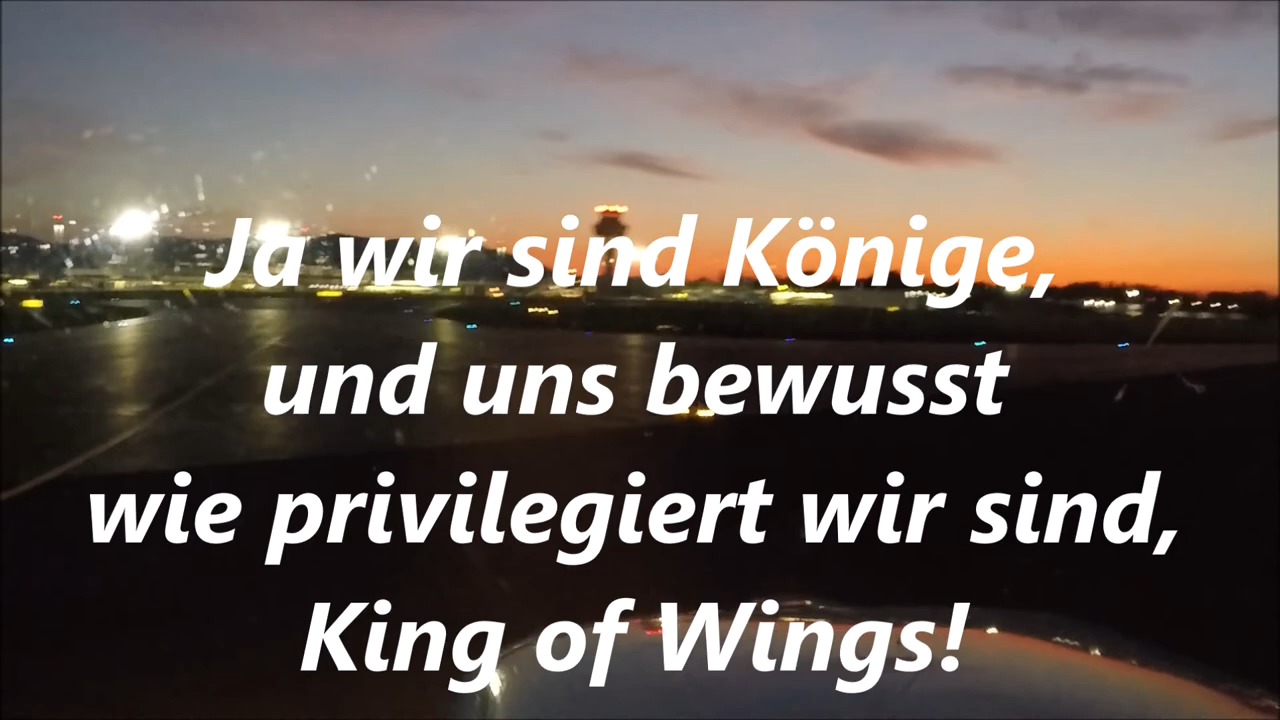 Ja wir sind Könige,
und uns bewusst
wie privilegiert wir sind,
King of Wings!